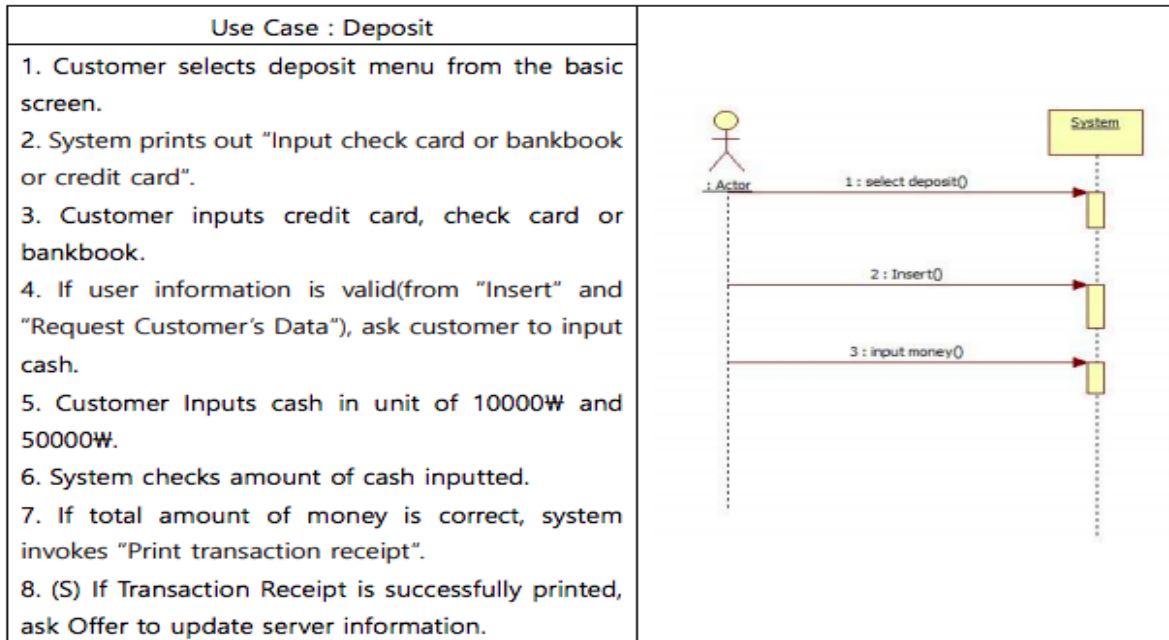 Use Case : Deposit
1. Customer selects deposit menu from the basic
screen.
2. System prints out “Input check card or bankbook
or credit card”.
3. Customer inputs credit card, check card or
bankbook.
4. If user information is valid(from “Insert” and
“Request Customer’s Data”), ask customer to input
cash.
5. Customer Inputs cash in unit of 10000₩ and
50000₩.
6. System checks amount of cash inputted.
7. If total amount of money is correct, system
invokes “Print transaction receipt”.
8. (S) If Transaction Receipt is successfully printed,
ask Offer to update server information.
System
: Actor
1 : select deposit()
2 : Insert()
3 : input money()